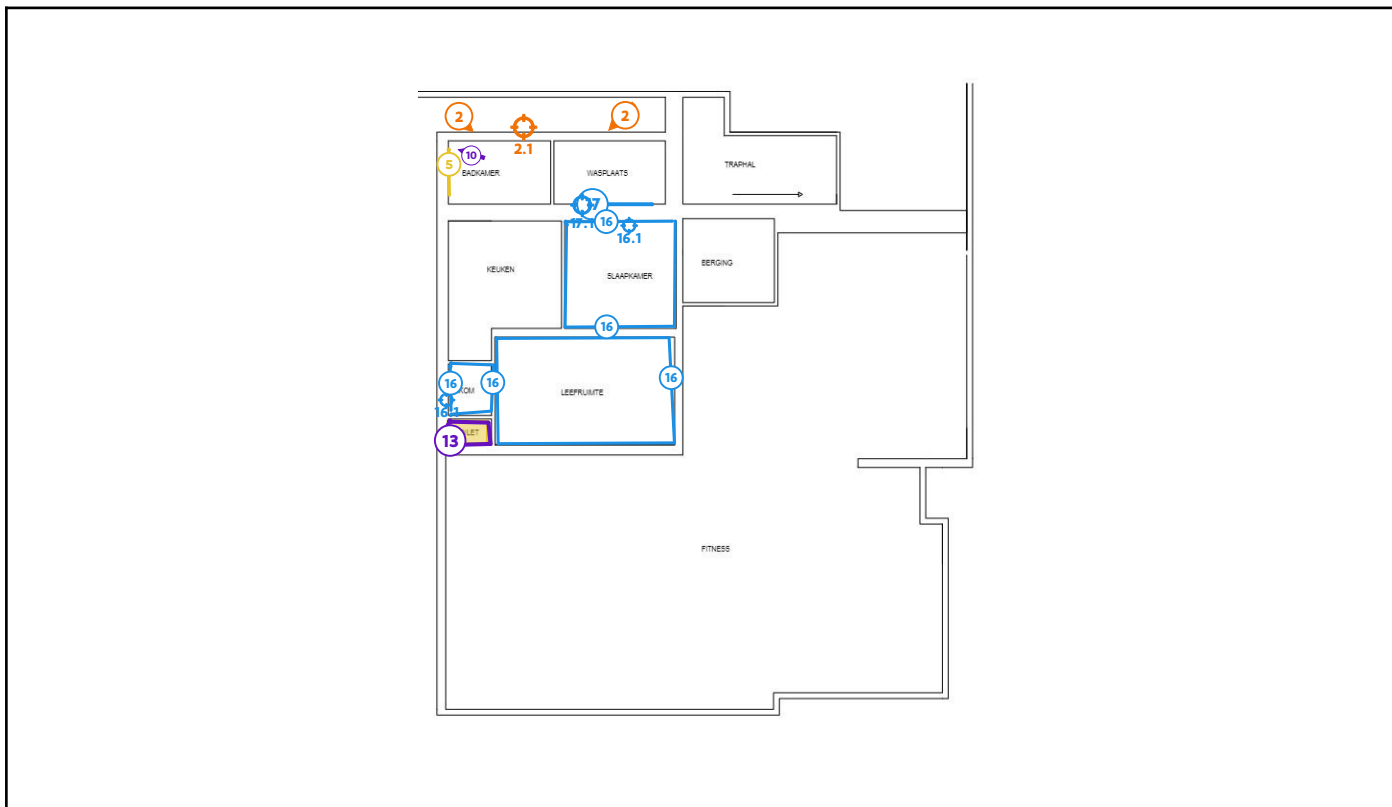 2
2
2.1
10
5
BADKAMER
WASPLAATS
TRAPHAL
17.1
16
16.1
BERGING
KEUKEN
SLAAPKAMER
16
16
16
16
LEEFRUIMTE
16.1
13
FITNESS